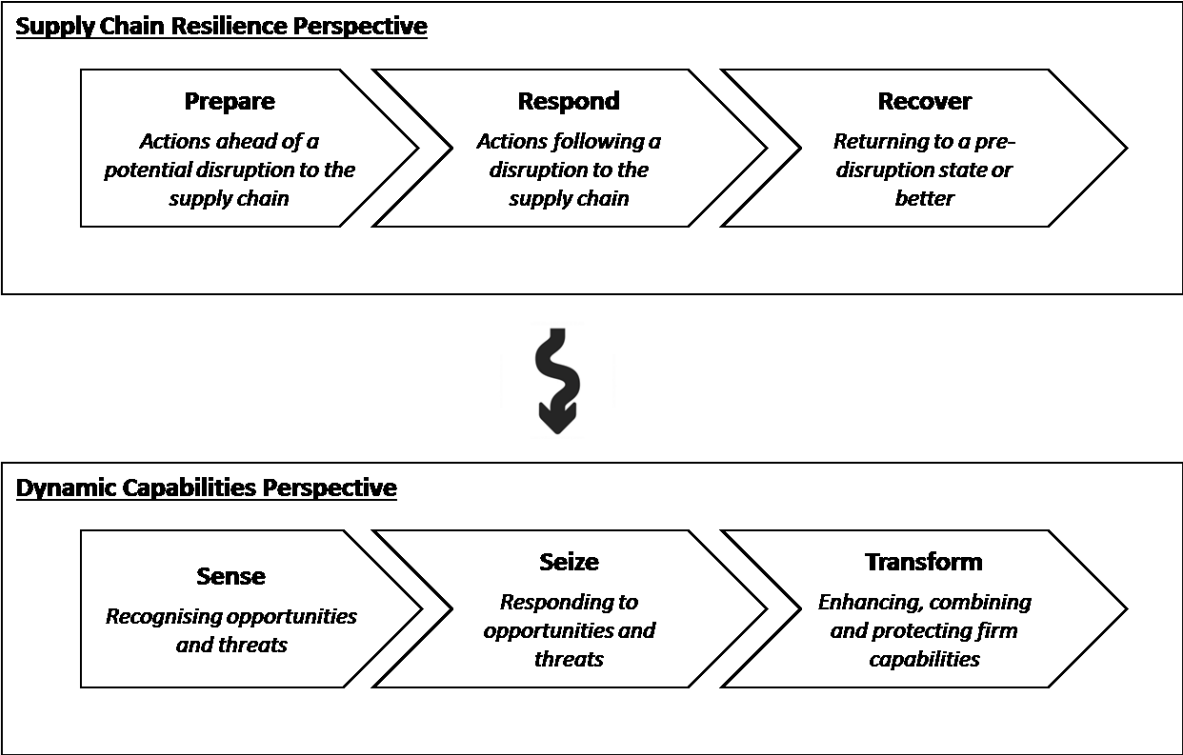 Supply Chain Resilience Perspective
Prepare
Actions ahead of a
potential disruption to the
supply chain
Respond
Actions following a
disruption to the
supply chain
Recover
Returning to a pre-
disruption state or
better
Dynamic Capabilities Perspective
Sense
Recognising opportunities
and threats
Seize
Responding to
opportunities and
threats
Transform
Enhancing, combining
and protecting firm
capabilities